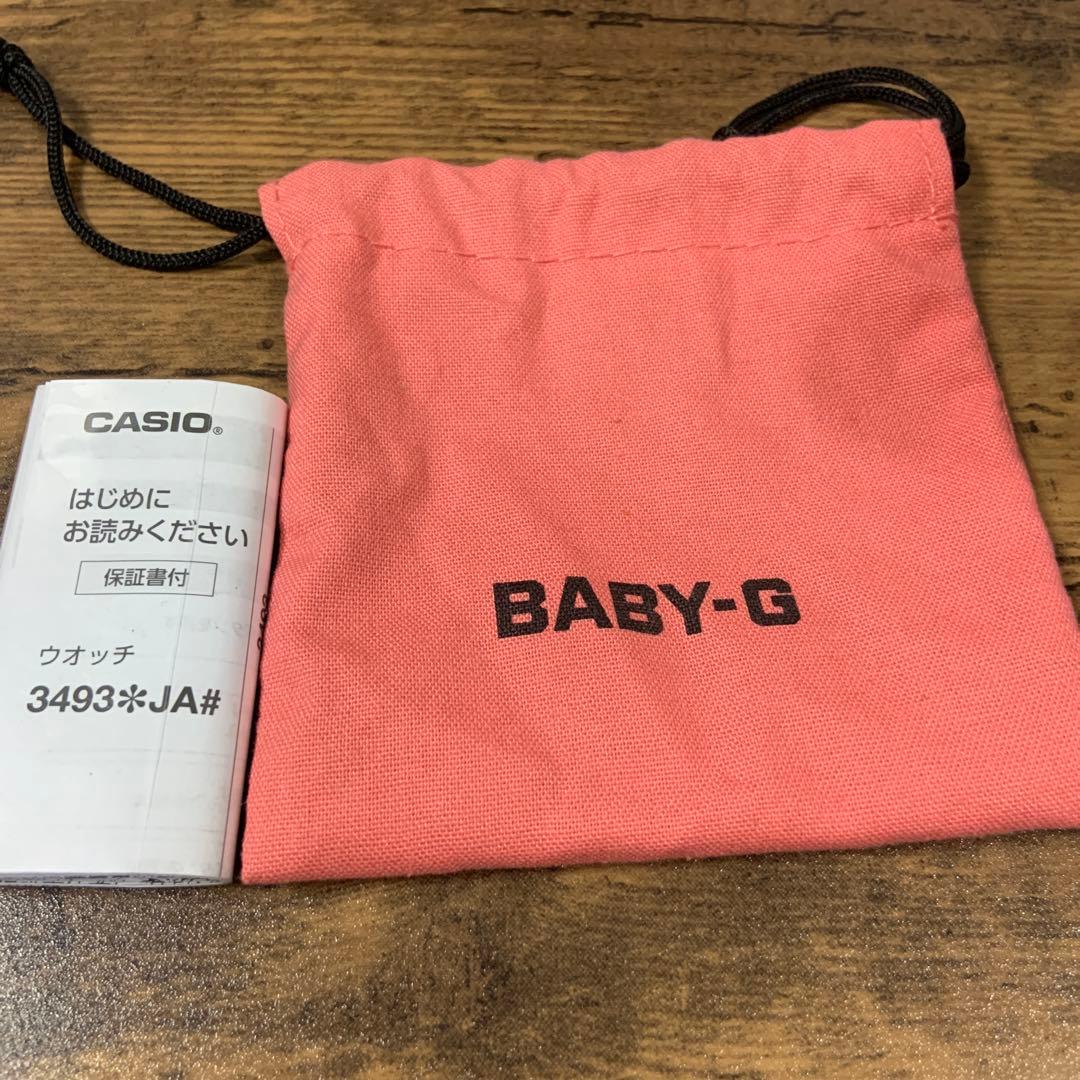 CASIO®
はじめに
お読みください
保証書付
ウオッチ
3493✻JA#
BABY-G